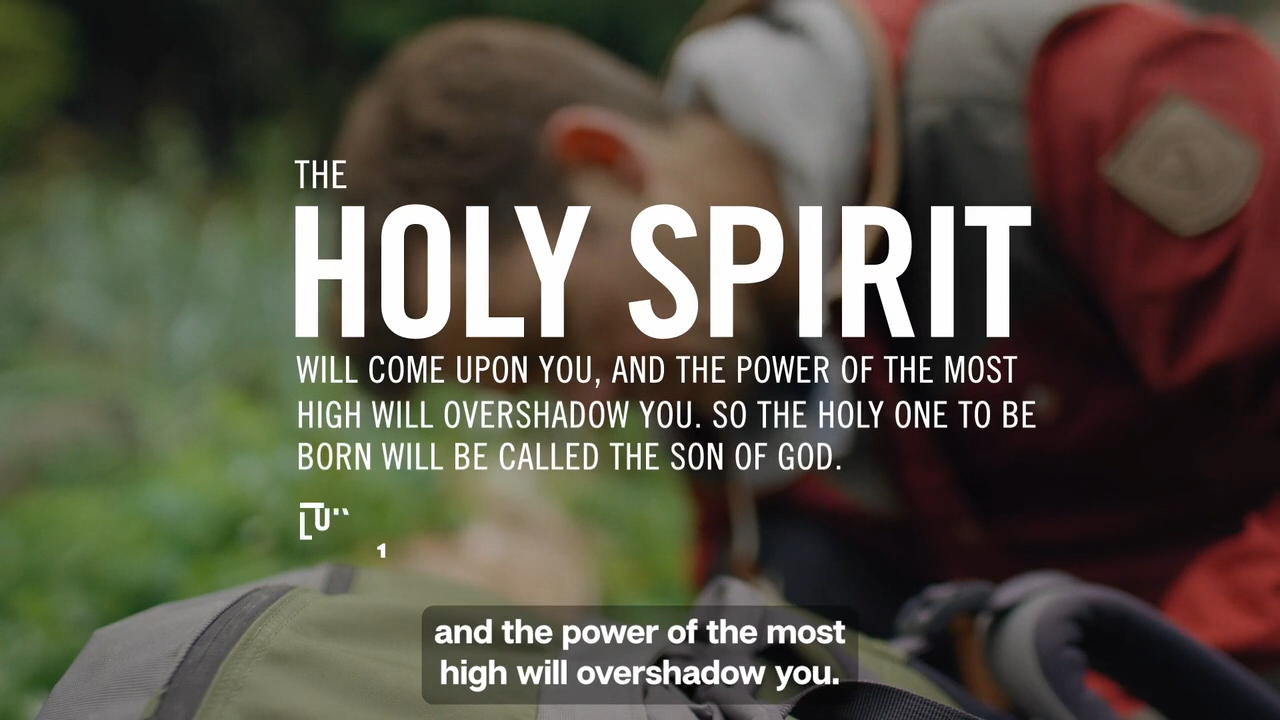 THE
HOLY SPIRIT
WILL COME UPON YOU, AND THE POWER OF THE MOST
HIGH WILL OVERSHADOW YOU. SO THE HOLY ONE TO BE
BORN WILL BE CALLED THE SON OF GOD.
and the power of the most
high will overshadow you.